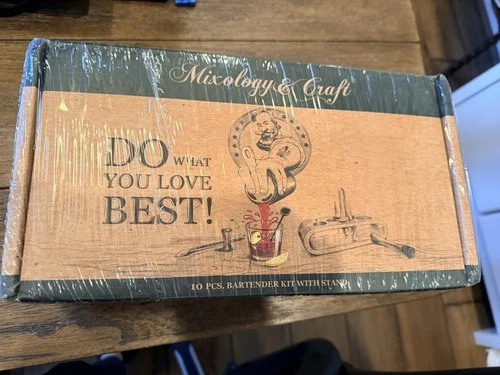 Mixology & Craft
DO WHAT
YOU LOVE
BEST!
10 PCS. BARTENDER KIT WITH STAND